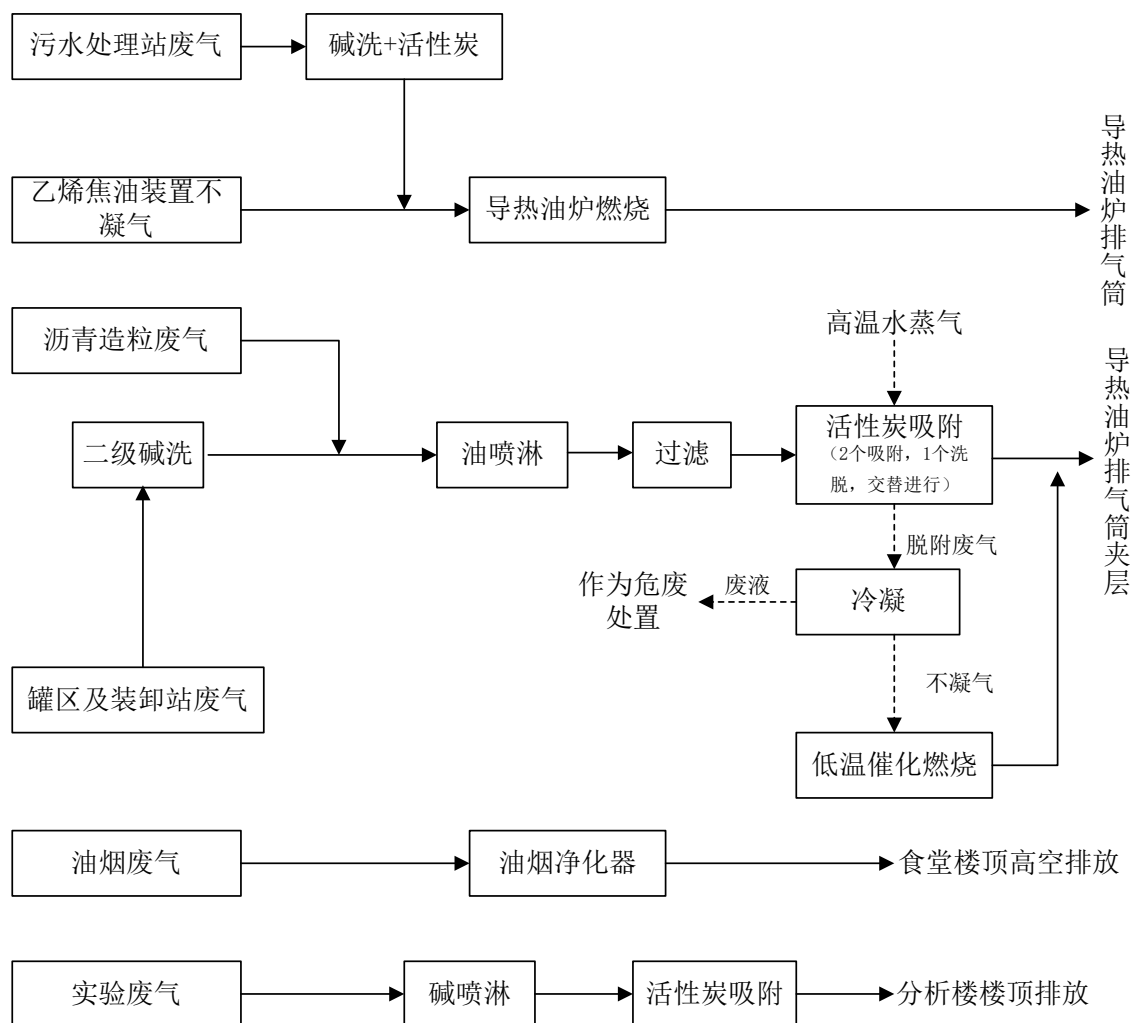 污水处理站废气
碱洗+活性炭
乙烯焦油装置不
凝气
导热油炉燃烧
导热油炉排气筒
沥青造粒废气
高温水蒸气
二级碱洗
油喷淋
过滤
活性炭吸附
（2个吸附，1个洗
脱，交替进行）
导热油炉排气筒夹层
脱附废气
作为危废
处置
废液
冷凝
罐区及装卸站废气
不凝气
低温催化燃烧
油烟废气
油烟净化器
食堂楼顶高空排放
实验废气
碱喷淋
活性炭吸附
分析楼楼顶排放